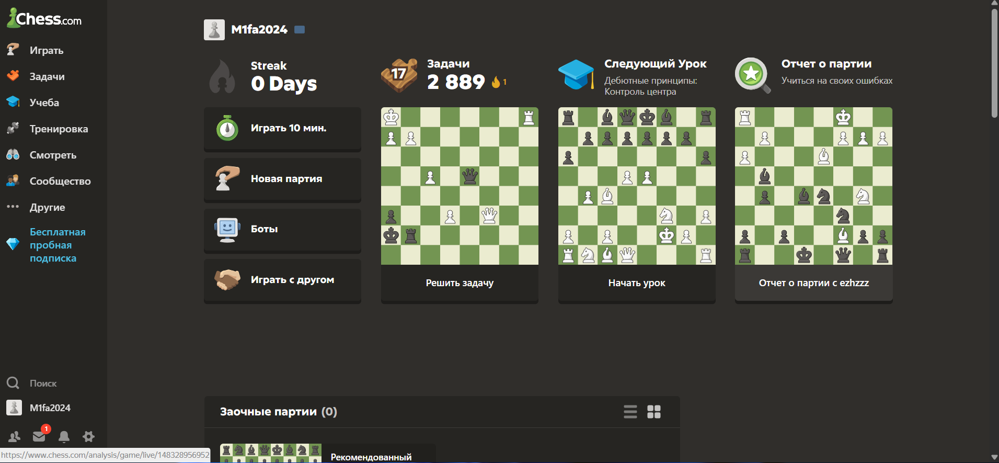 Chess.com
Играть
Задачи
Учеба
Тренировка
Смотреть
Сообщество
Другие
Бесплатная
пробная
подписка
Поиск
M1fa2024
1
https://www.chess.com/analysis/game/live/148328956952
M1fa2024
Streak
0 Days
Играть 10 мин.
Новая партия
Боты
Играть с другом
17
Задачи
2 889
1
Решить задачу
Следующий Урок
Дебютные принципы:
Контроль центра
Начать урок
Отчет о партии
Учиться на своих ошибках
Отчет о партии с ezhzzz
Заочные партии (0)
Рекомендованный